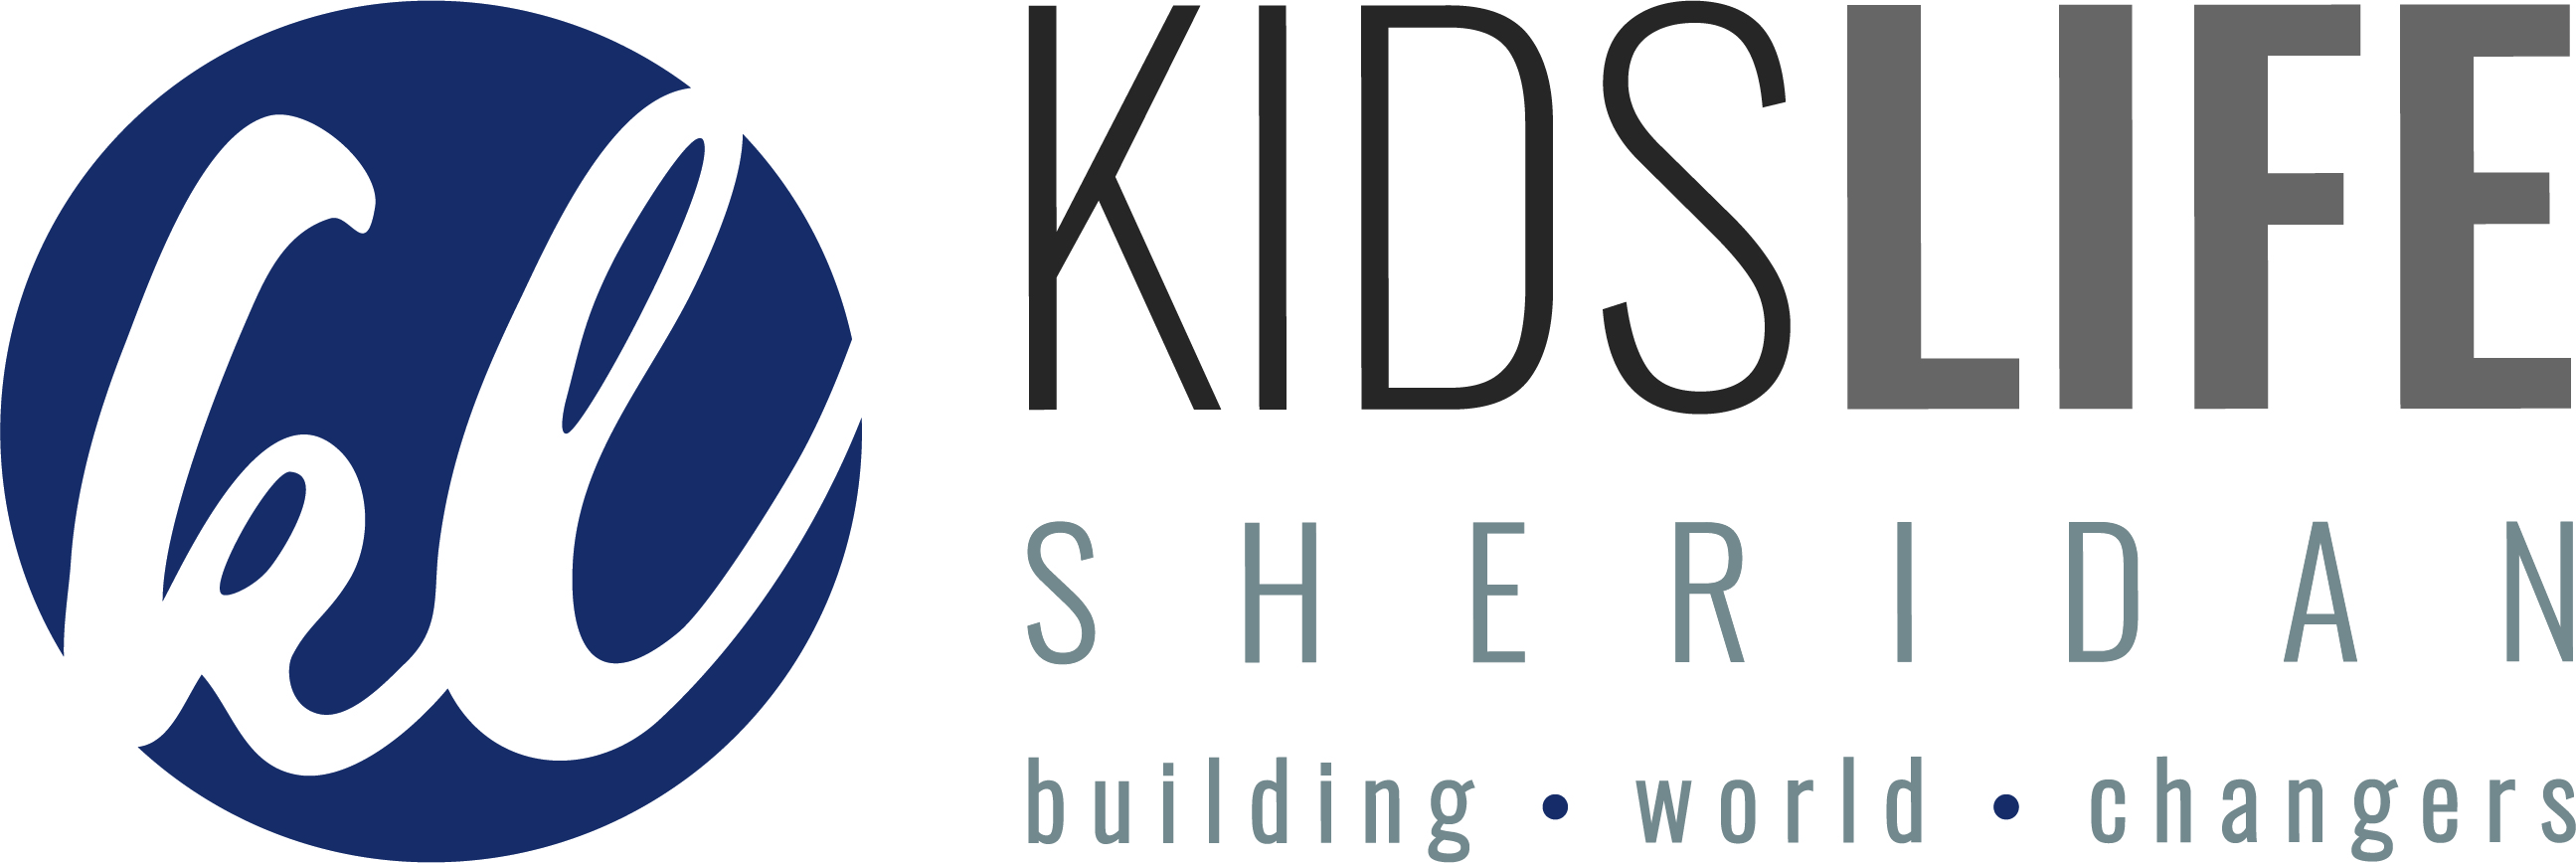 kl
KIDSLIFE
SHERIDAN
building • world • changers